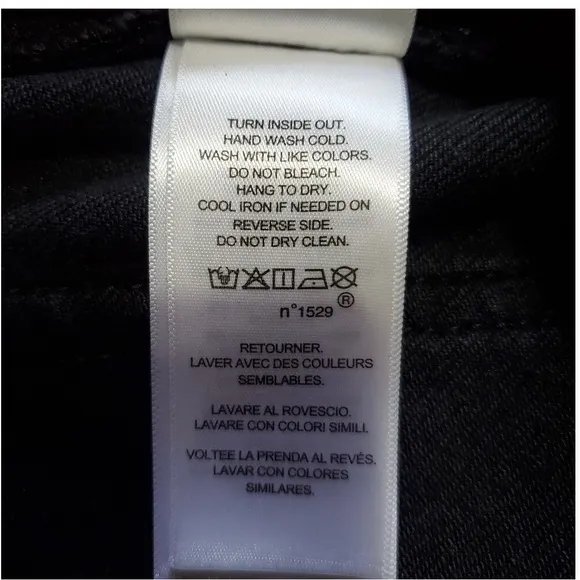 TURN INSIDE OUT.
HAND WASH COLD.
WASH WITH LIKE COLORS.
DO NOT BLEACH.
HANG TO DRY.
COOL IRON IF NEEDED ON
REVERSE SIDE.
DO NOT DRY CLEAN.
n°1529 ®
RETOURNER.
LAVER AVEC DES COULEURS
SEMBLABLES.
LAVARE AL ROVESCIO.
LAVARE CON COLORI SIMILI.
VOLTEE LA PRENDA AL REVÉS.
LAVAR CON COLORES
SIMILARES.